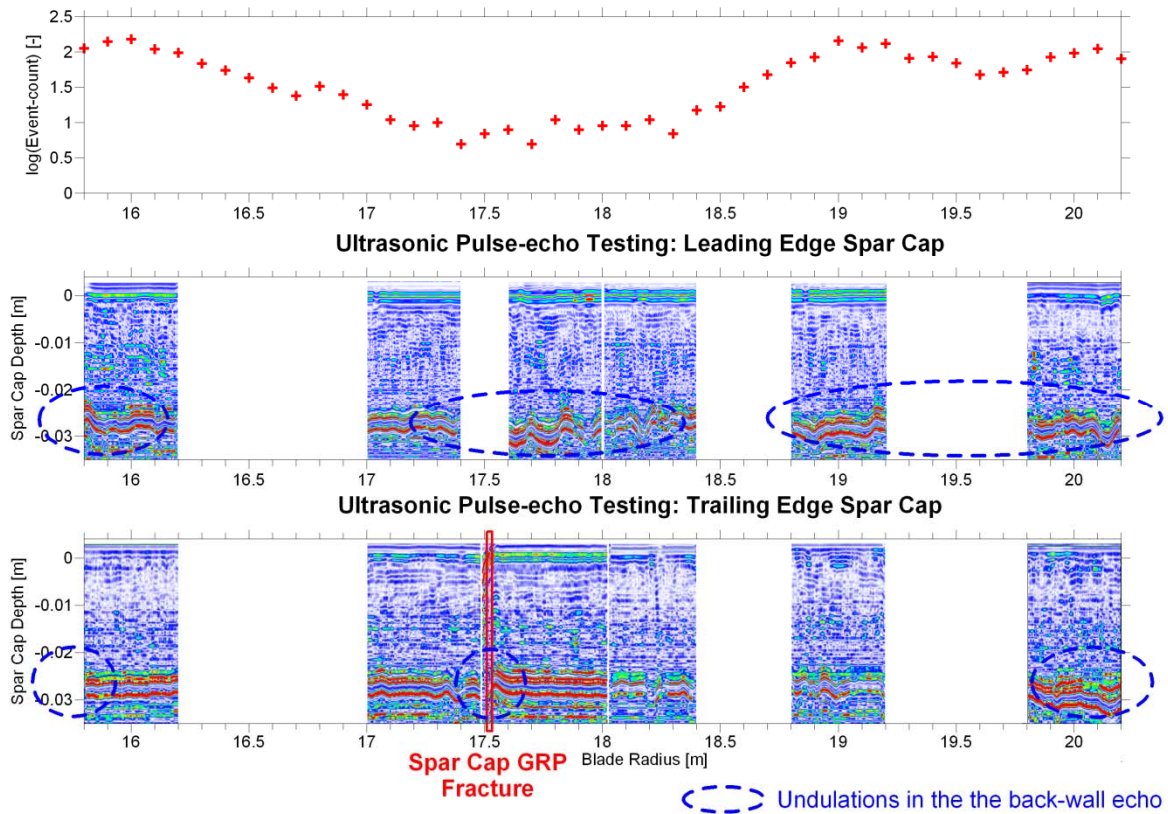 2.5
2
1.5
1
0.5
0
log(Event-count) [-]
16 16.5 17 17.5 18 18.5 19 19.5 20
Ultrasonic Pulse-echo Testing: Leading Edge Spar Cap
0
-0.01
-0.02
-0.03
Spar Cap Depth [m]
16 16.5 17 17.5 18 18.5 19 19.5 20
Ultrasonic Pulse-echo Testing: Trailing Edge Spar Cap
0
-0.01
-0.02
-0.03
Spar Cap Depth [m]
16 16.5 17 17.5 18 18.5 19 19.5 20
Spar Cap GRP
Fracture
Blade Radius [m]
Undulations in the the back-wall echo